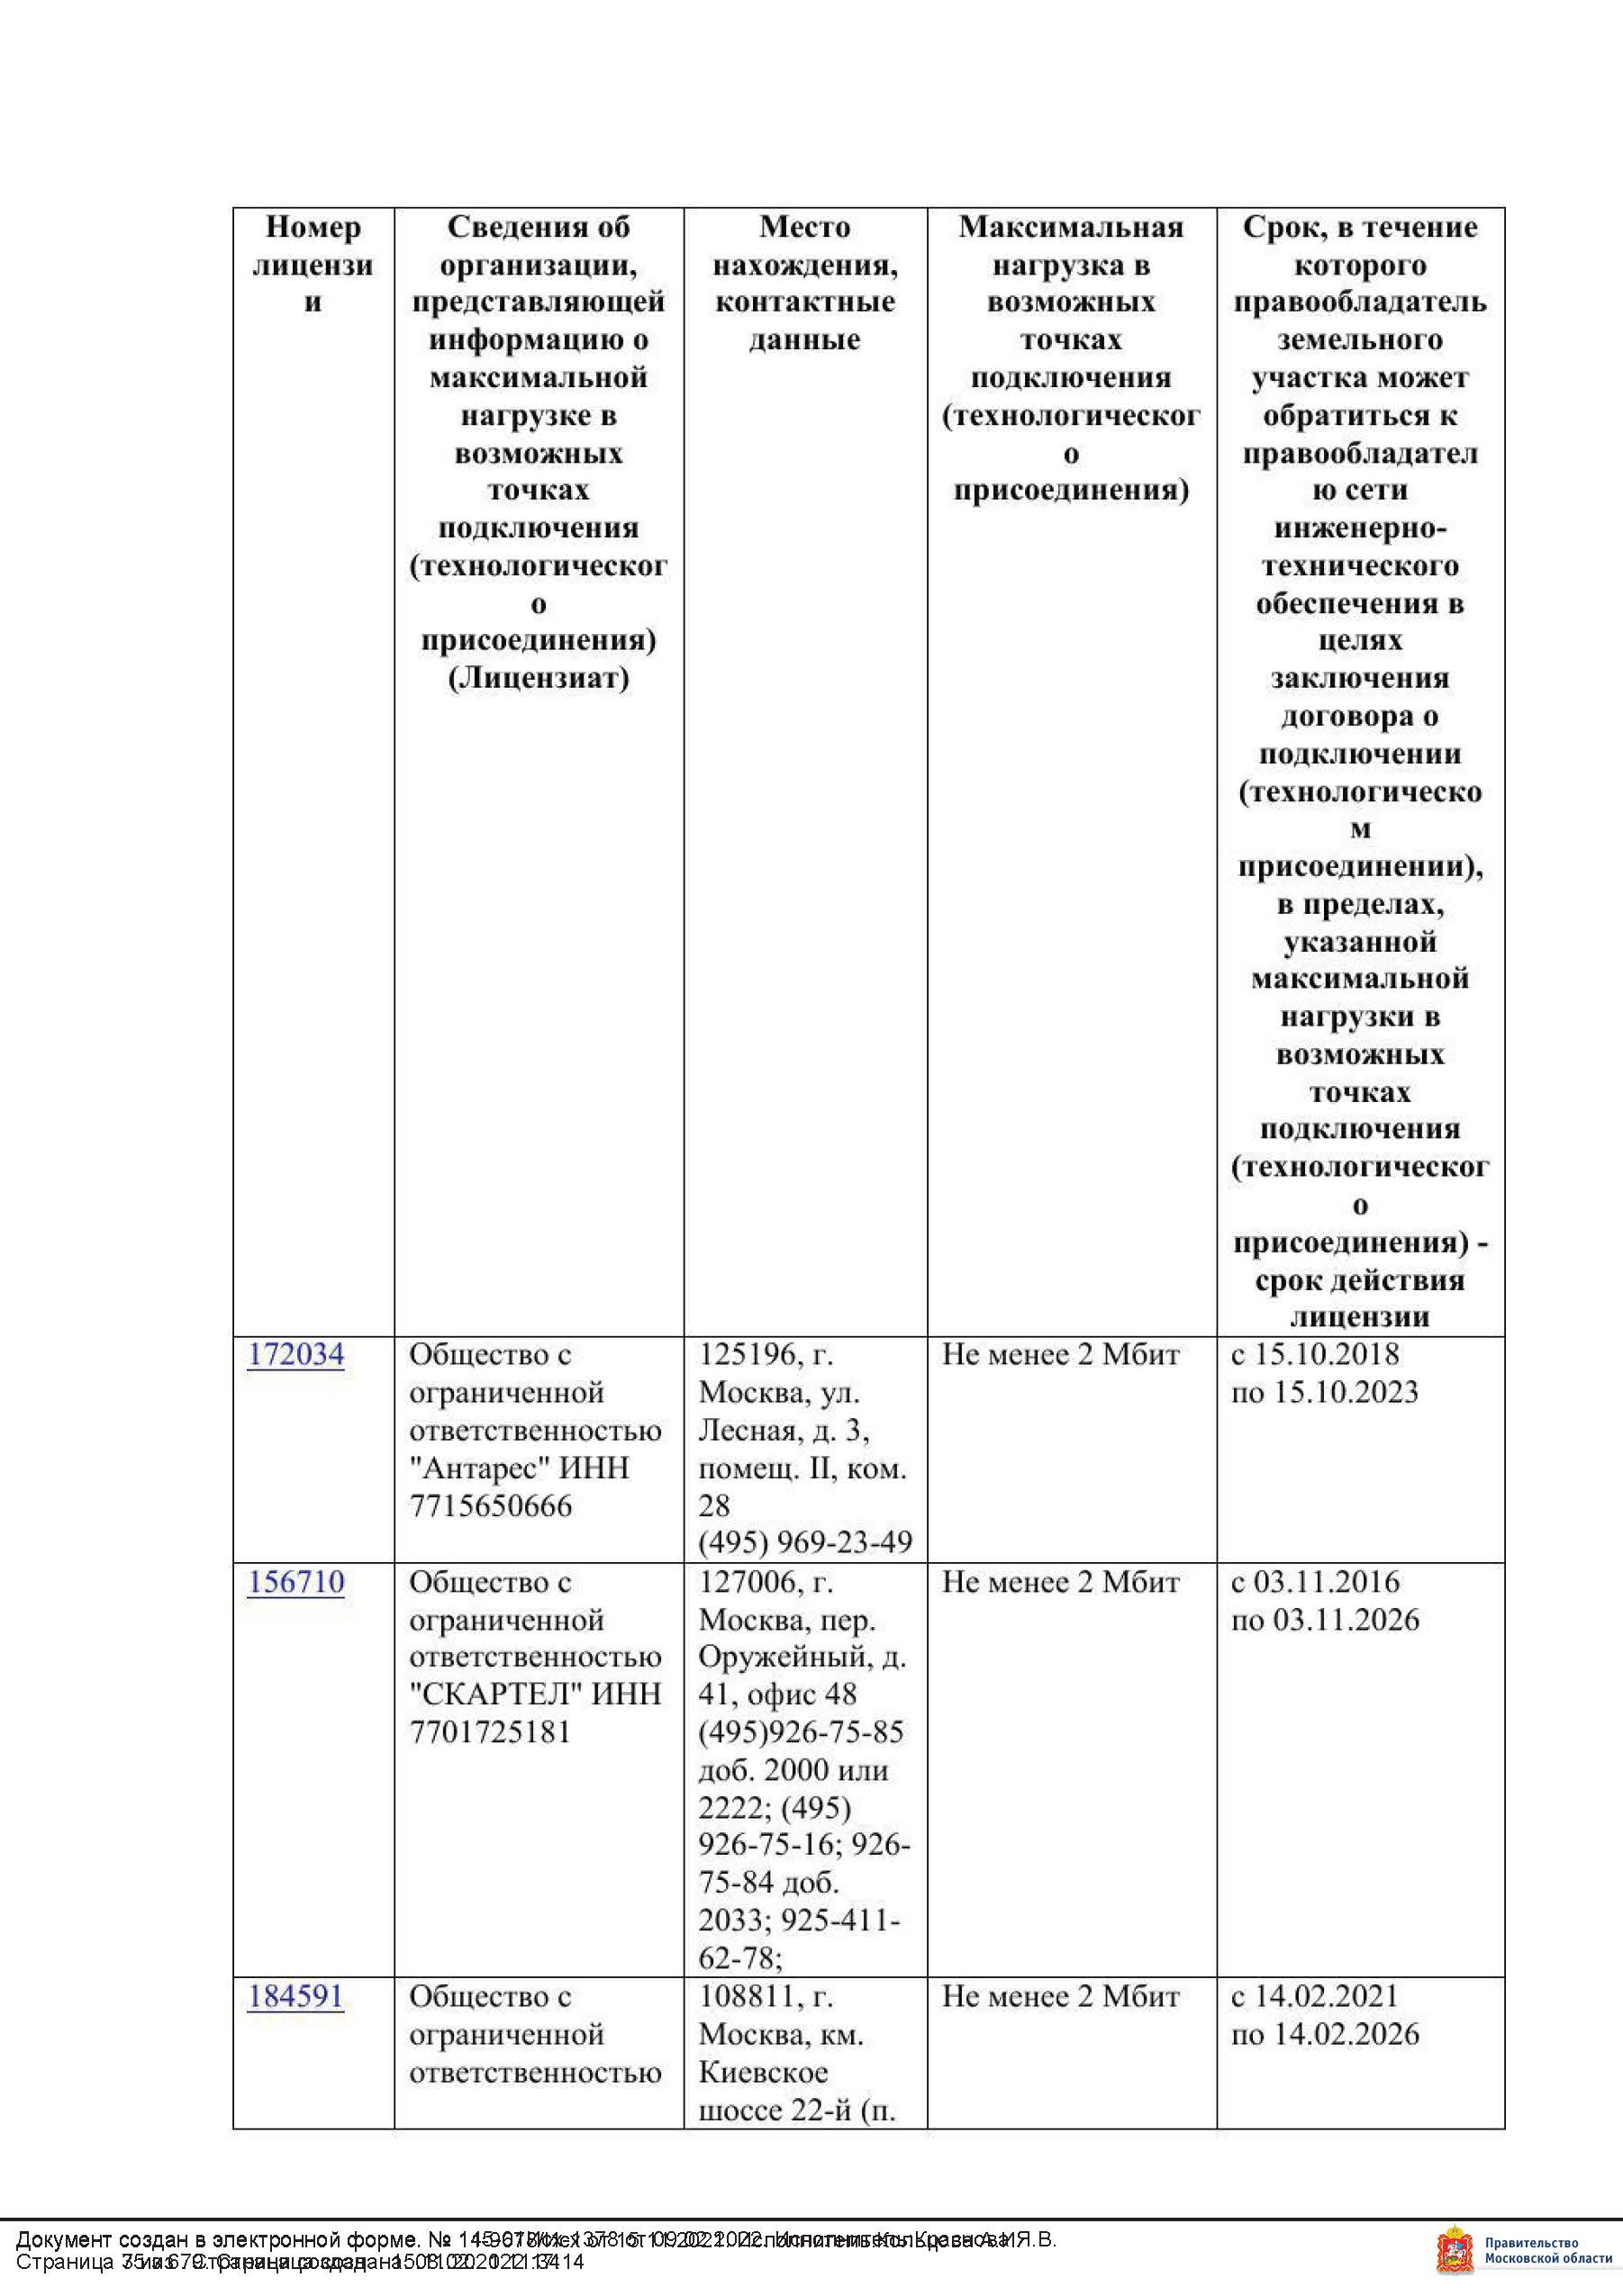 Номер
лицензи
и
Сведения об
организации,
представляющей
информацию о
максимальной
нагрузке в
возможных
точках
подключения
(технологическог
о
присоединения)
(Лицензиат)
Место
нахождения,
контактные
данные
Максимальная
нагрузка в
возможных
точках
подключения
(технологическог
о
присоединения)
Срок, в течение
которого
правообладатель
земельного
участка может
обратиться к
правообладател
ю сети
инженерно-
технического
обеспечения в
целях
заключения
договора о
подключении
(технологическо
м
присоединении),
в пределах,
указанной
максимальной
нагрузки в
возможных
точках
подключения
(технологическог
о
присоединения) -
срок действия
лицензии
172034
Общество с
ограниченной
ответственностью
"Антарес" ИНН
7715650666
125196, г.
Москва, ул.
Лесная, д. 3,
помещ. II, ком.
28
(495) 969-23-49
Не менее 2 Мбит
с 15.10.2018
по 15.10.2023
156710
Общество с
ограниченной
ответственностью
"СКАРТЕЛ" ИНН
7701725181
127006, г.
Москва, пер.
Оружейный, д.
41, офис 48
(495)926-75-85
доб. 2000 или
2222; (495)
926-75-16; 926-
75-84 доб.
2033; 925-411-
62-78;
Не менее 2 Мбит
с 03.11.2016
по 03.11.2026
184591
Общество с
ограниченной
ответственностью
108811, г.
Москва, км.
Киевское
шоссе 22-й (п.
Не менее 2 Мбит
с 14.02.2021
по 14.02.2026
Документ создан в электронной форме. №
Страница
Правительство
Московской области